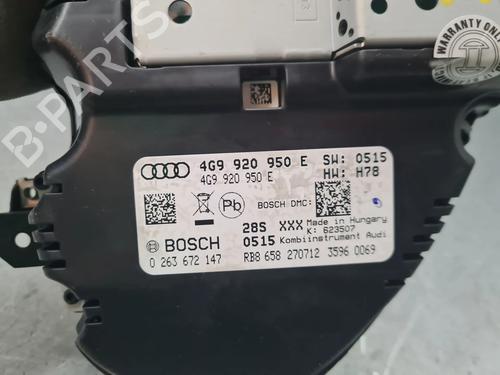 WARRANTY ONLY
B-PARTS
4G9 920 950 E SW: 0515
4G9 920 950 E HW: H78
Pb
BOSCH DMC:
28S XXX Made in Hungary
K: 623507
BOSCH 0515 Kombiinstrument Audi
0 263 672 147 RB8 658 270712 3596 0069